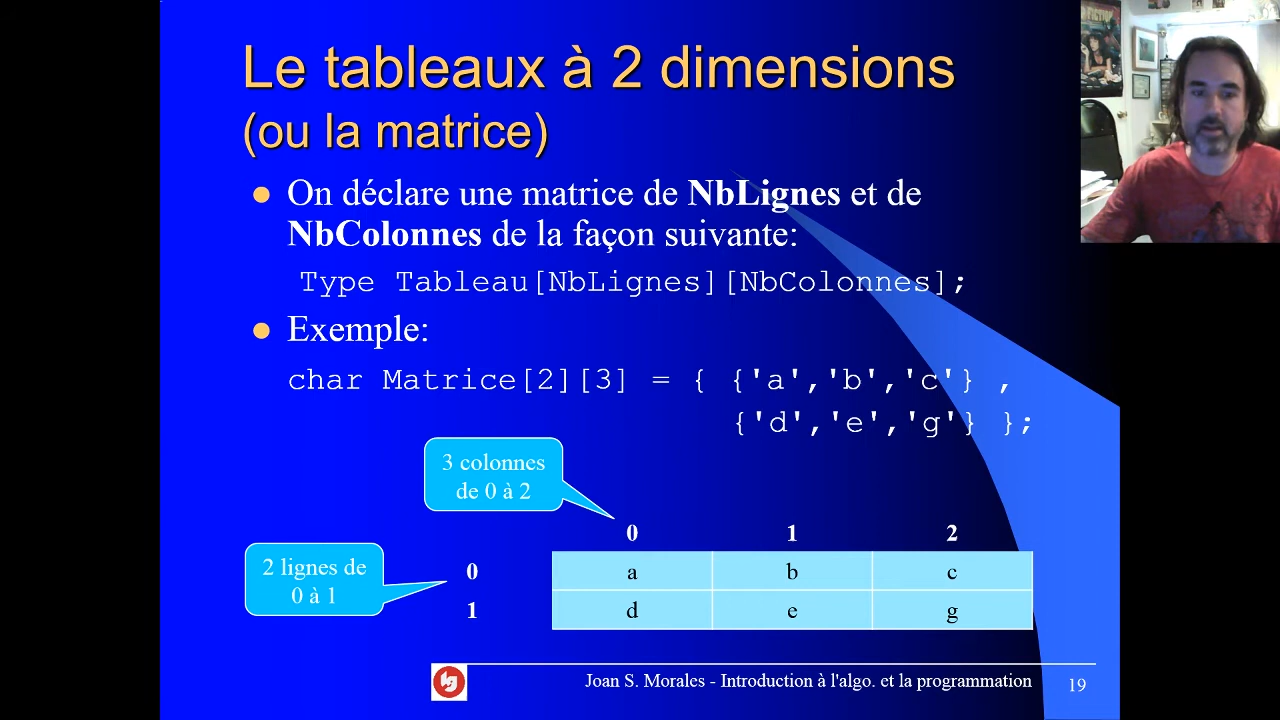 Le tableaux à 2 dimensions
(ou la matrice)
On déclare une matrice de NbLignes et de
NbColonnes de la façon suivante:
Type Tableau[NbLignes][NbColonnes];
Exemple:
char Matrice[2][3] = { {'a','b','c'} ,
{'d','e','g'} };
3 colonnes
de 0 à 2
0 1 2
2 lignes de
0 à 1
0 a b c
1 d e g
Joan S. Morales - Introduction à l'algo. et la programmation 19
FICTION